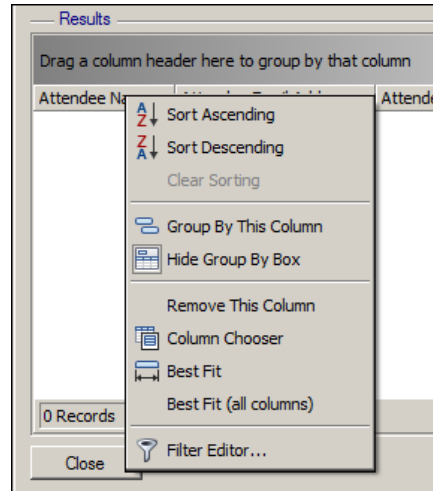 Results
Drag a column header here to group by that column
Attendee Na
Attende
Sort Ascending
Sort Descending
Clear Sorting
Group By This Column
Hide Group By Box
Remove This Column
Column Chooser
Best Fit
Best Fit (all columns)
0 Records
Filter Editor...
Close